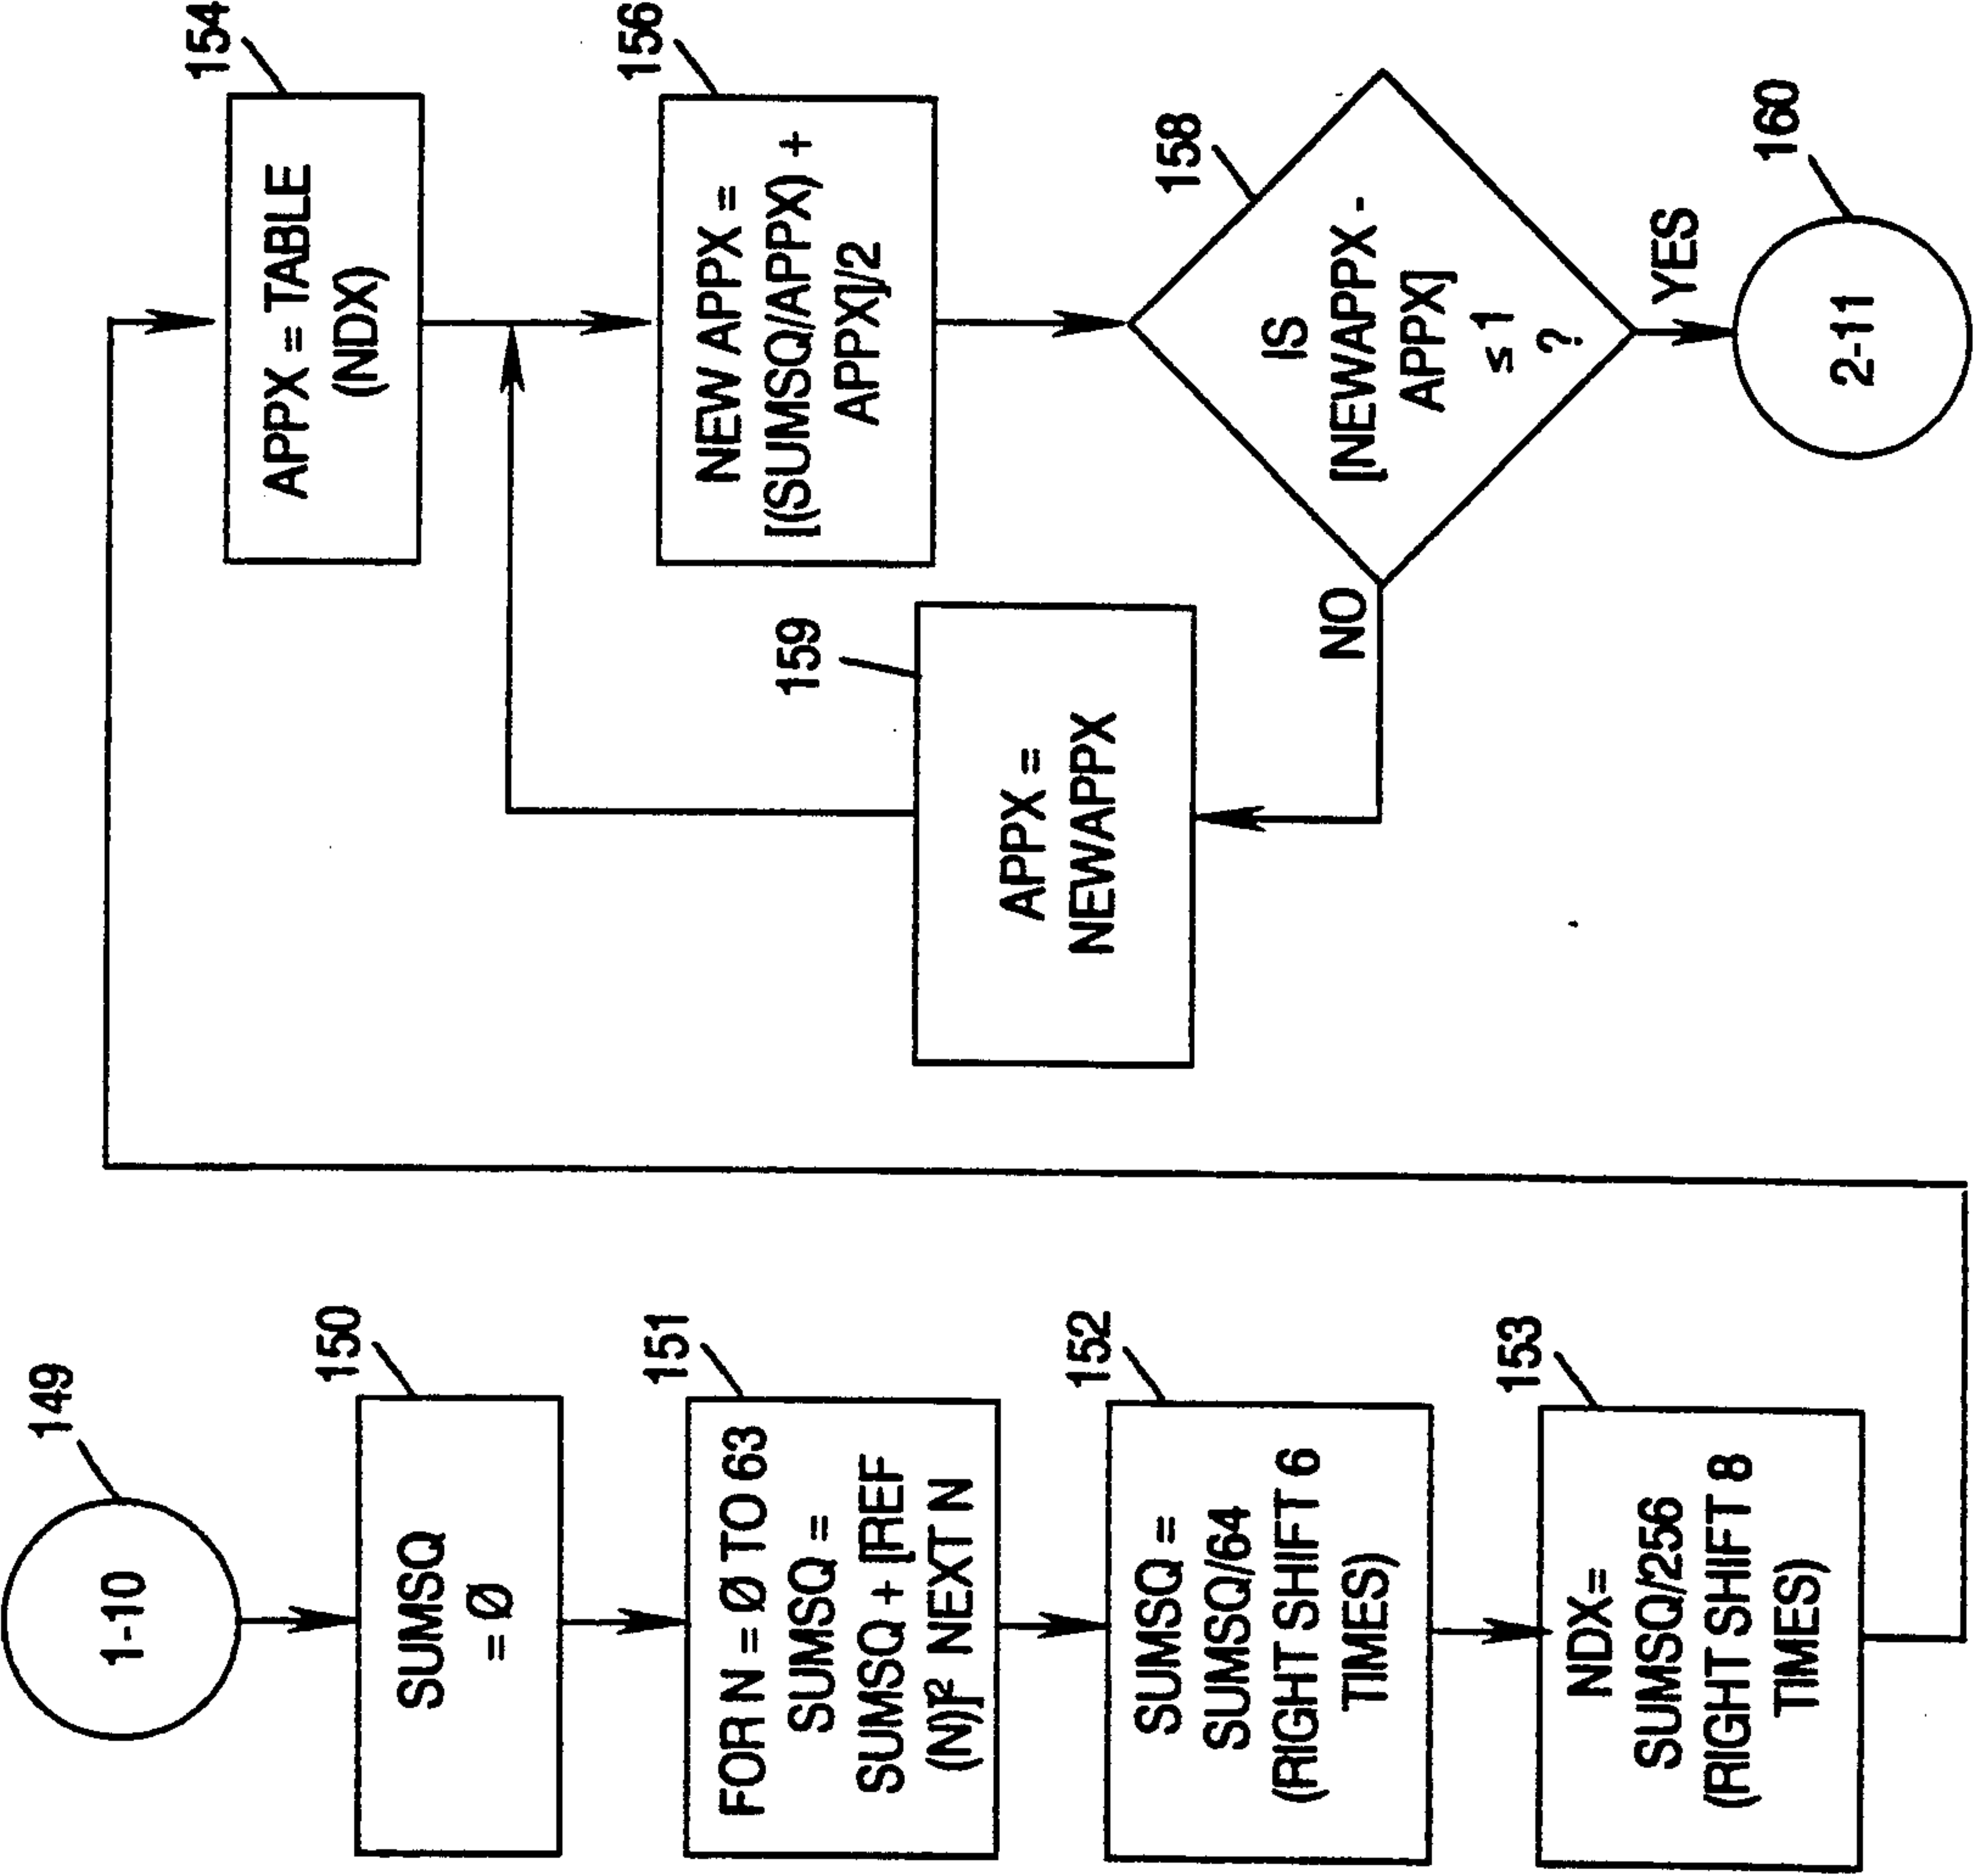 149
1-10
150
SUMSQ
= Ø
151
FOR N = Ø TO 63
SUMSQ =
SUMSQ + [REF
(N)]² NEXT N
152
SUMSQ =
SUMSQ/64
(RIGHT SHIFT 6
TIMES)
153
NDX=
SUMSQ/256
(RIGHT SHIFT 8
TIMES)
154
APPX = TABLE
(NDX)
156
NEW APPX =
[(SUMSQ/APPX) +
APPX]/2
158
IS
[NEWAPPX -
APPX]
≤ 1
?
NO
159
APPX =
NEWAPPX
YES
160
2-11